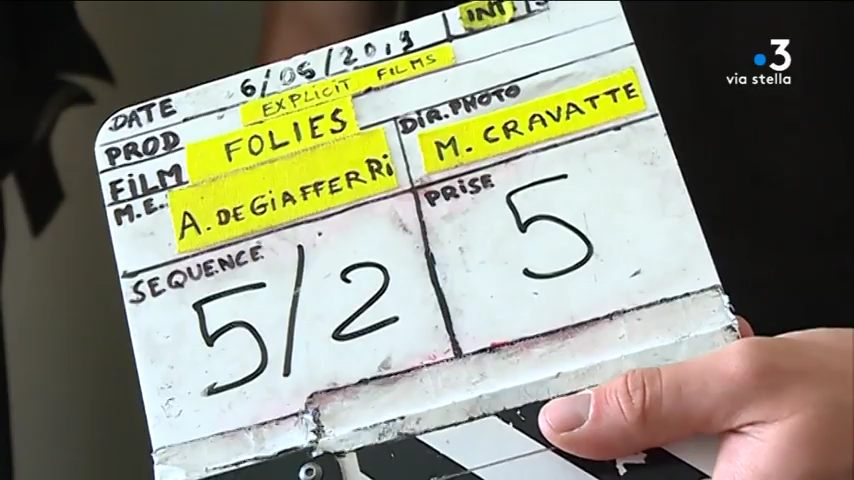 INT
DATE 6/06/2019
PROD EXPLICIT FILMS
FILM FOLIES
DIR.PHOTO M. CRAVATTE
M.E. A. DE GIAFFERRI
SEQUENCE 5/2
PRISE 5
3
via stella